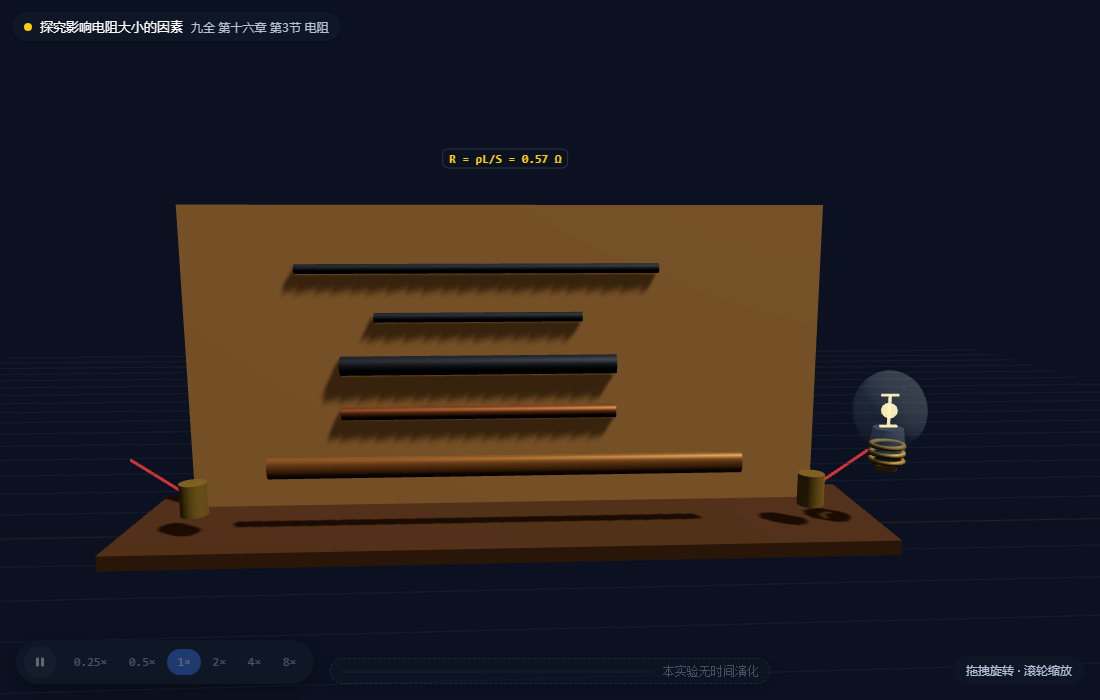 探究影响电阻大小的因素 九全 第十六章 第3节 电阻
R = ρL/S = 0.57 Ω
0.25× 0.5× 1× 2× 4× 8×
本实验无时间演化
拖拽旋转 · 滚轮缩放